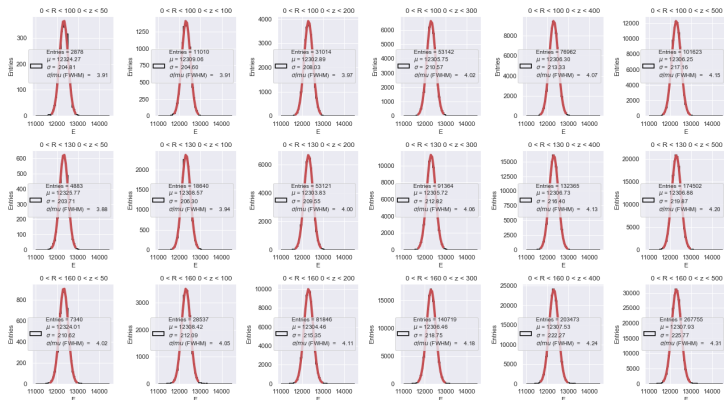 0 < R < 100 0 < z < 50
Entries = 2878
μ = 12324.27
σ = 204.81
d/mu (FWHM) = 3.91
0 < R < 100 0 < z < 100
Entries = 11010
μ = 12309.06
σ = 204.60
d/mu (FWHM) = 3.91
0 < R < 100 0 < z < 200
Entries = 31014
μ = 12302.89
σ = 208.03
d/mu (FWHM) = 3.97
0 < R < 100 0 < z < 300
Entries = 53142
μ = 12305.75
σ = 210.57
d/mu (FWHM) = 4.02
0 < R < 100 0 < z < 400
Entries = 76962
μ = 12306.30
σ = 213.33
d/mu (FWHM) = 4.07
0 < R < 100 0 < z < 500
Entries = 101623
μ = 12306.25
σ = 217.56
d/mu (FWHM) = 4.15
0 < R < 130 0 < z < 50
Entries = 4883
μ = 12325.77
σ = 203.71
d/mu (FWHM) = 3.88
0 < R < 130 0 < z < 100
Entries = 18640
μ = 12308.57
σ = 206.30
d/mu (FWHM) = 3.94
0 < R < 130 0 < z < 200
Entries = 53121
μ = 12303.83
σ = 209.55
d/mu (FWHM) = 4.00
0 < R < 130 0 < z < 300
Entries = 91364
μ = 12305.72
σ = 212.82
d/mu (FWHM) = 4.06
0 < R < 130 0 < z < 400
Entries = 132365
μ = 12306.73
σ = 216.40
d/mu (FWHM) = 4.13
0 < R < 130 0 < z < 500
Entries = 174502
μ = 12306.88
σ = 219.87
d/mu (FWHM) = 4.20
0 < R < 160 0 < z < 50
Entries = 7340
μ = 12324.01
σ = 210.62
d/mu (FWHM) = 4.02
0 < R < 160 0 < z < 100
Entries = 28537
μ = 12308.42
σ = 212.09
d/mu (FWHM) = 4.05
0 < R < 160 0 < z < 200
Entries = 81846
μ = 12304.48
σ = 215.35
d/mu (FWHM) = 4.11
0 < R < 160 0 < z < 300
Entries = 140719
μ = 12306.46
σ = 218.75
d/mu (FWHM) = 4.18
0 < R < 160 0 < z < 400
Entries = 203473
μ = 12307.53
σ = 222.27
d/mu (FWHM) = 4.24
0 < R < 160 0 < z < 500
Entries = 267755
μ = 12307.93
σ = 225.77
d/mu (FWHM) = 4.31
Entries
E
11000 12000 13000 14000